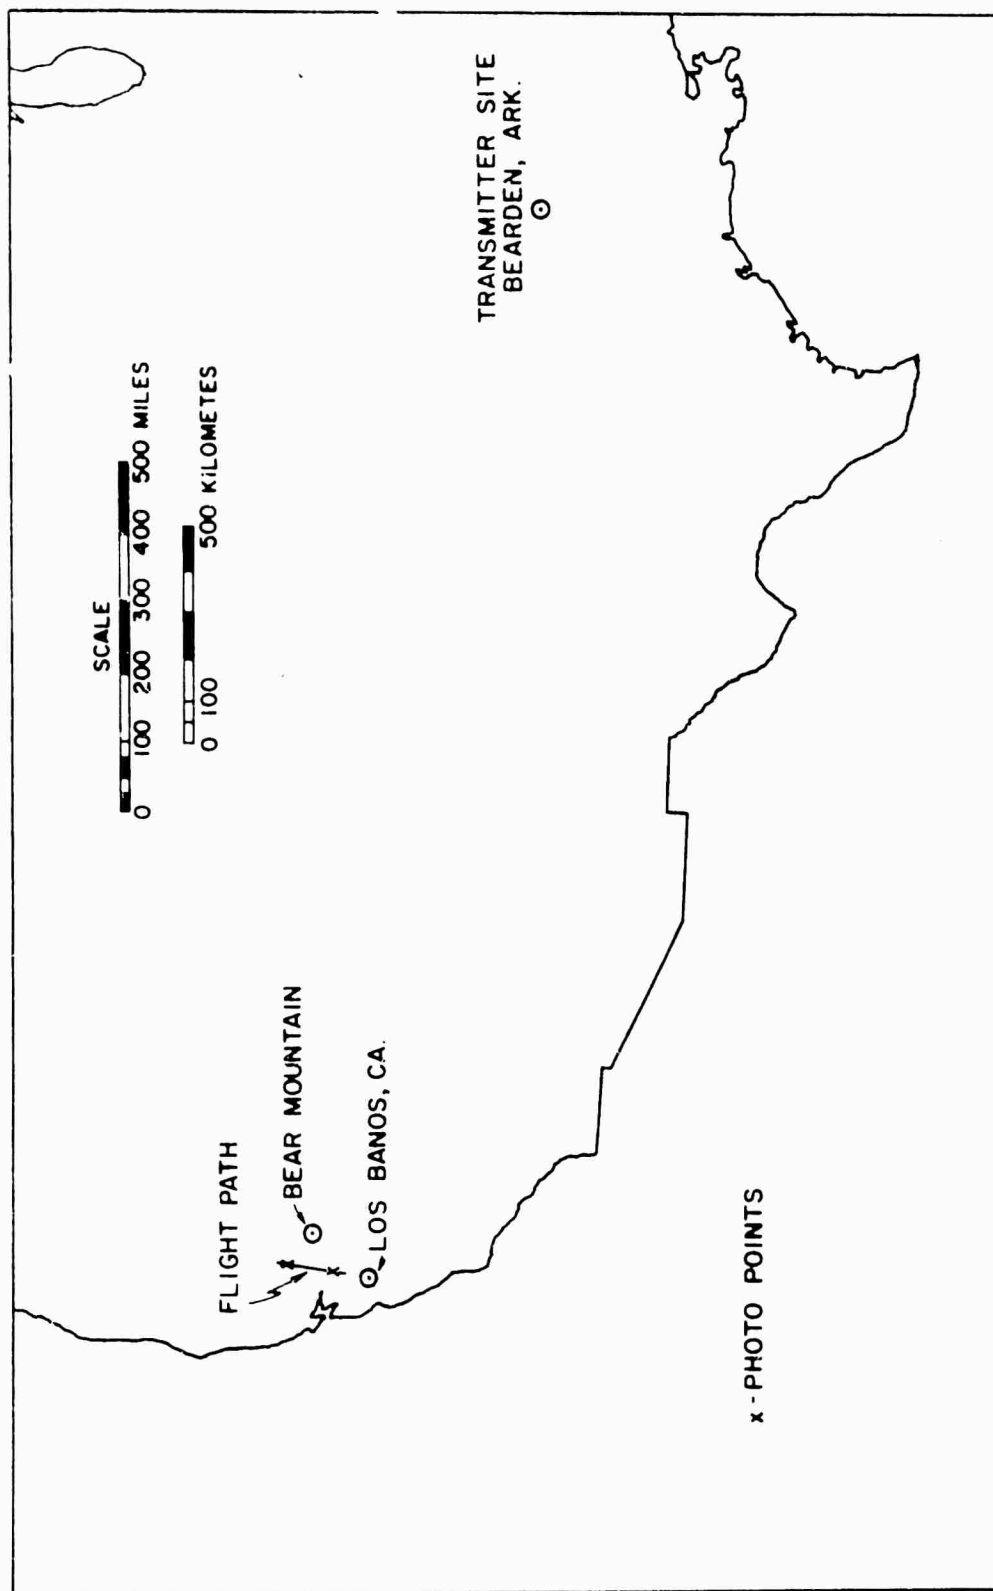 SCALE
0 100 200 300 400 500 MILES
0 100 500 KILOMETES
TRANSMITTER SITE
BEARDEN, ARK.
FLIGHT PATH
BEAR MOUNTAIN
LOS BANOS, CA.
x - PHOTO POINTS